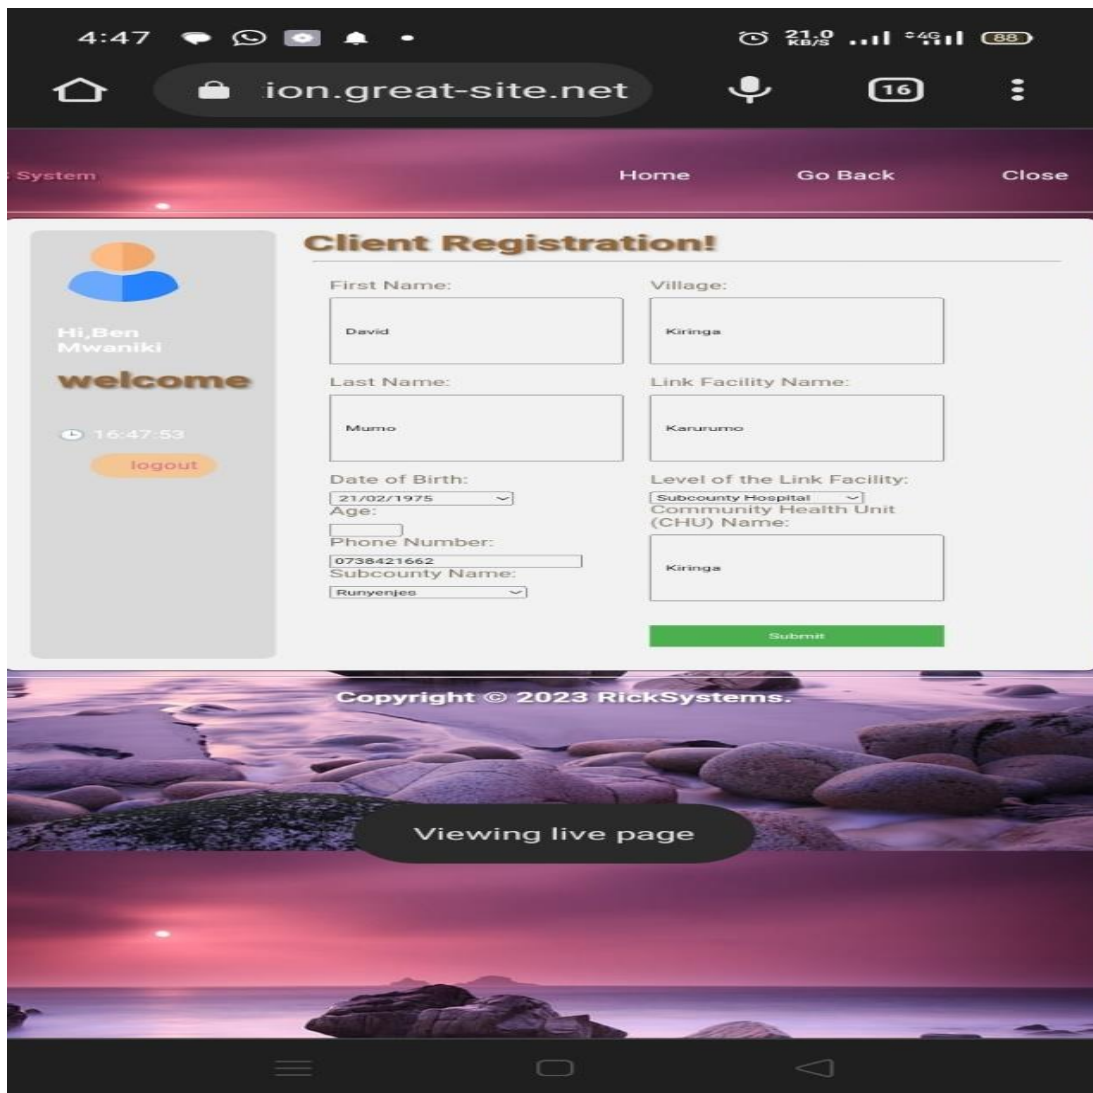 4:47
21.0
KB/S
4G
88
ion.great-site.net
16
System
Home
Go Back
Close
Hi,Ben
Mwaniki
welcome
16:47:53
logout
Client Registration!
First Name:
David
Last Name:
Mumo
Date of Birth:
21/02/1975
Age:
Phone Number:
0738421662
Subcounty Name:
Runyenjes
Village:
Kiringa
Link Facility Name:
Karurumo
Level of the Link Facility:
Subcounty Hospital
Community Health Unit
(CHU) Name:
Kiringa
Submit
Copyright © 2023 RickSystems.
Viewing live page